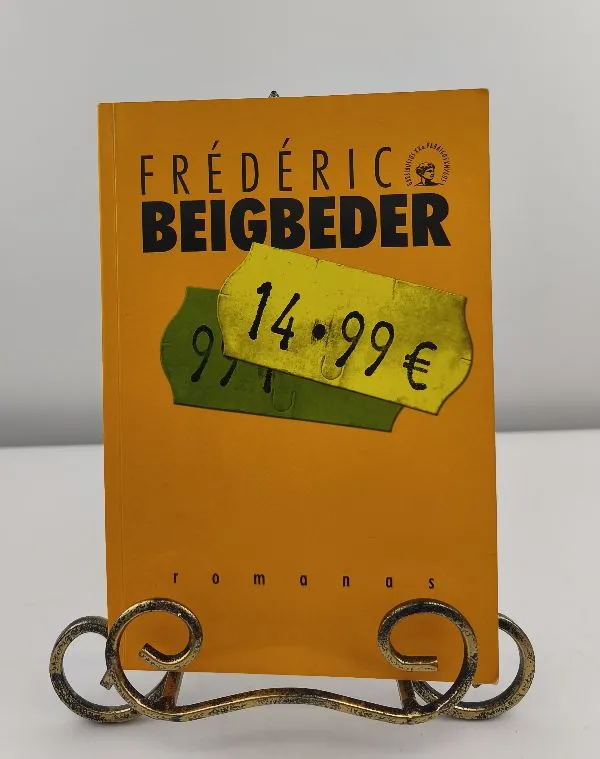 FRÉDÉRIC
BEIGBEDER
14.99 €
romanas